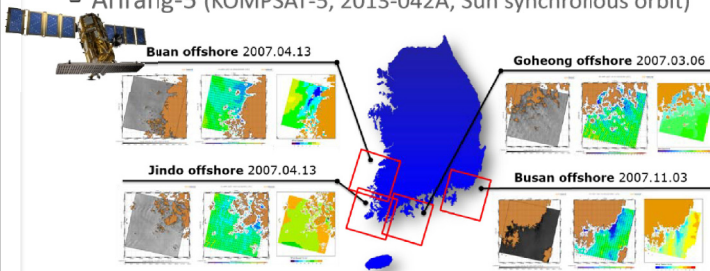 - Arirang-5 (KOMPSAT-5, 2013-042A, Sun synchronous orbit)
Buan offshore 2007.04.13
Goheong offshore 2007.03.06
Jindo offshore 2007.04.13
Busan offshore 2007.11.03